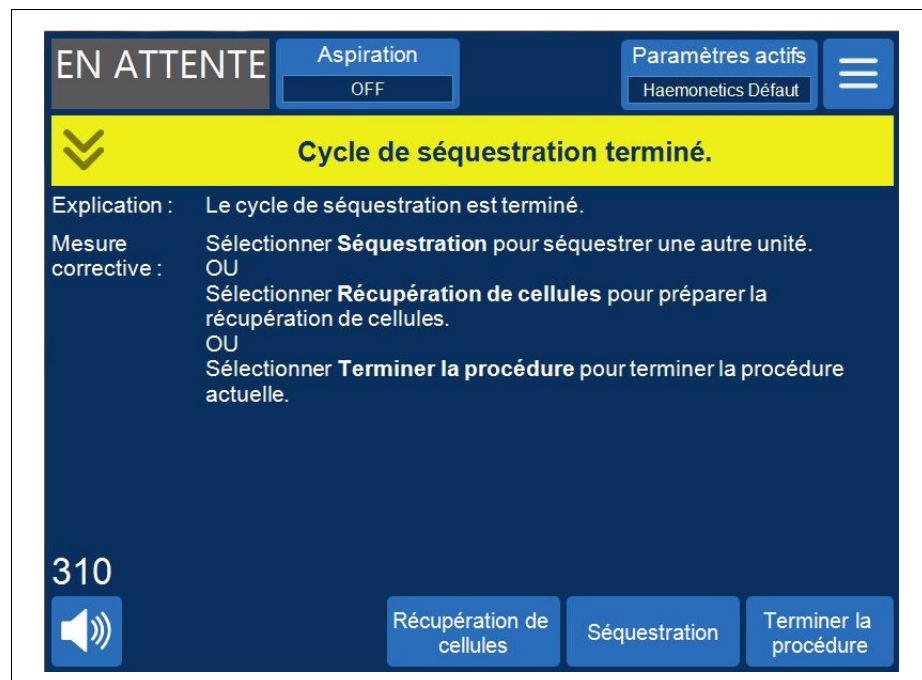 EN ATTENTE
Aspiration
OFF
Paramètres actifs
Haemonetics Défaut
Cycle de séquestration terminé.
Explication : Le cycle de séquestration est terminé.
Mesure corrective :
Sélectionner Séquestration pour séquestrer une autre unité.
OU
Sélectionner Récupération de cellules pour préparer la
récupération de cellules.
OU
Sélectionner Terminer la procédure pour terminer la procédure
actuelle.
310
Récupération de
cellules
Séquestration
Terminer la
procédure